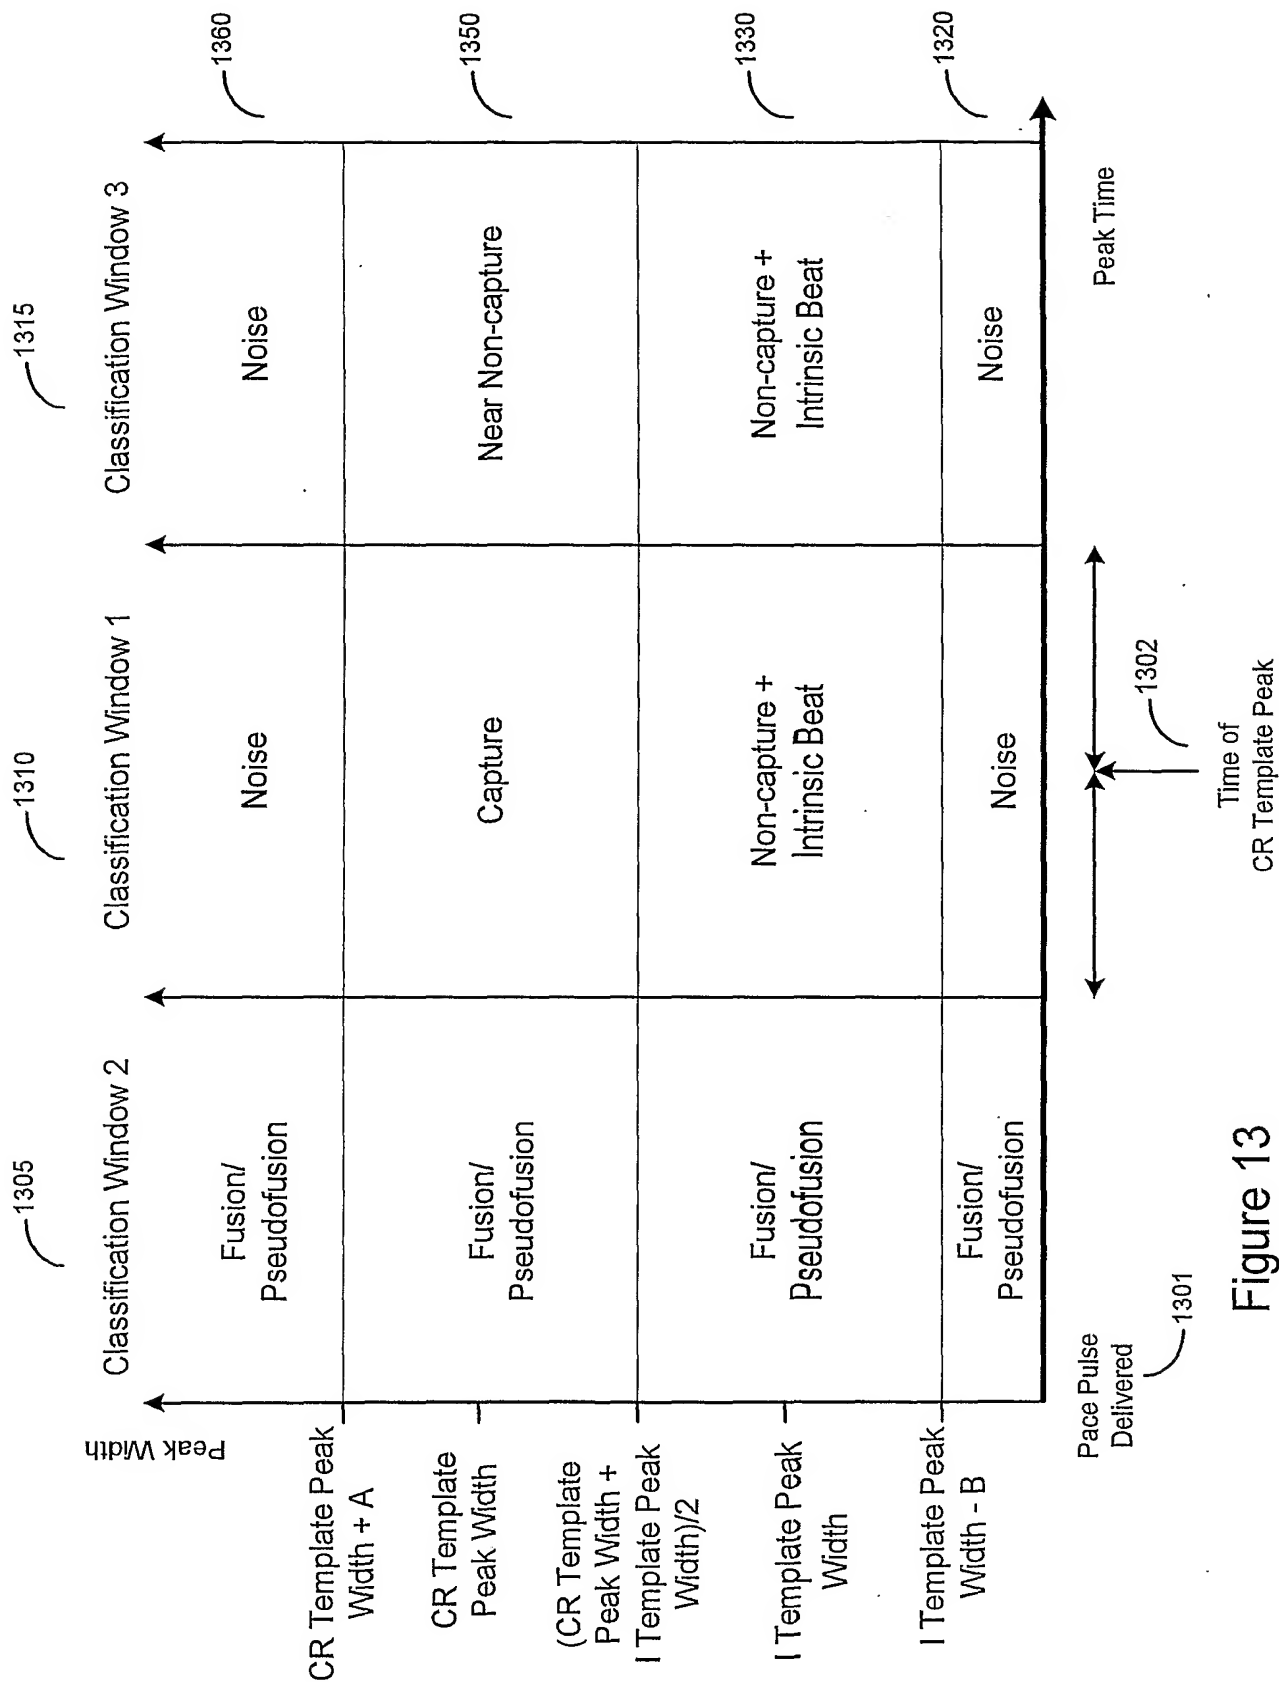 1305
1310
1315
Classification Window 2
Classification Window 1
Classification Window 3
Peak Width
CR Template Peak
Width + A
CR Template
Peak Width
(CR Template
Peak Width +
I Template Peak
Width)/2
I Template Peak
Width
I Template Peak
Width - B
Fusion/
Pseudofusion
Noise
Noise
1360
Fusion/
Pseudofusion
Capture
Near Non-capture
1350
Fusion/
Pseudofusion
Non-capture +
Intrinsic Beat
Non-capture +
Intrinsic Beat
1330
Fusion/
Pseudofusion
Noise
Noise
1320
Pace Pulse
Delivered
1301
Peak Time
1302
Time of
CR Template Peak
Figure 13